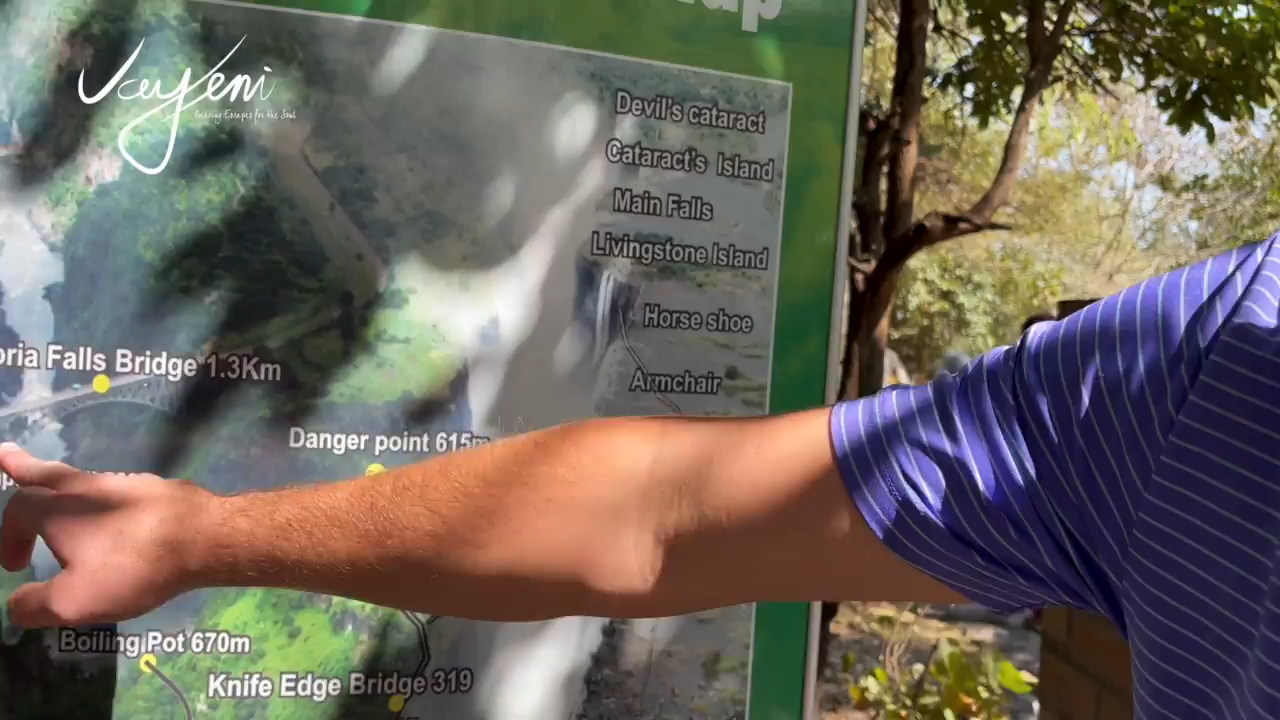 Vayeni
Devil's cataract
Cataract's Island
Main Falls
Livingstone Island
Horse shoe
Victoria Falls Bridge 1.3Km
Armchair
Danger point 615m
Boiling Pot 670m
Knife Edge Bridge 319